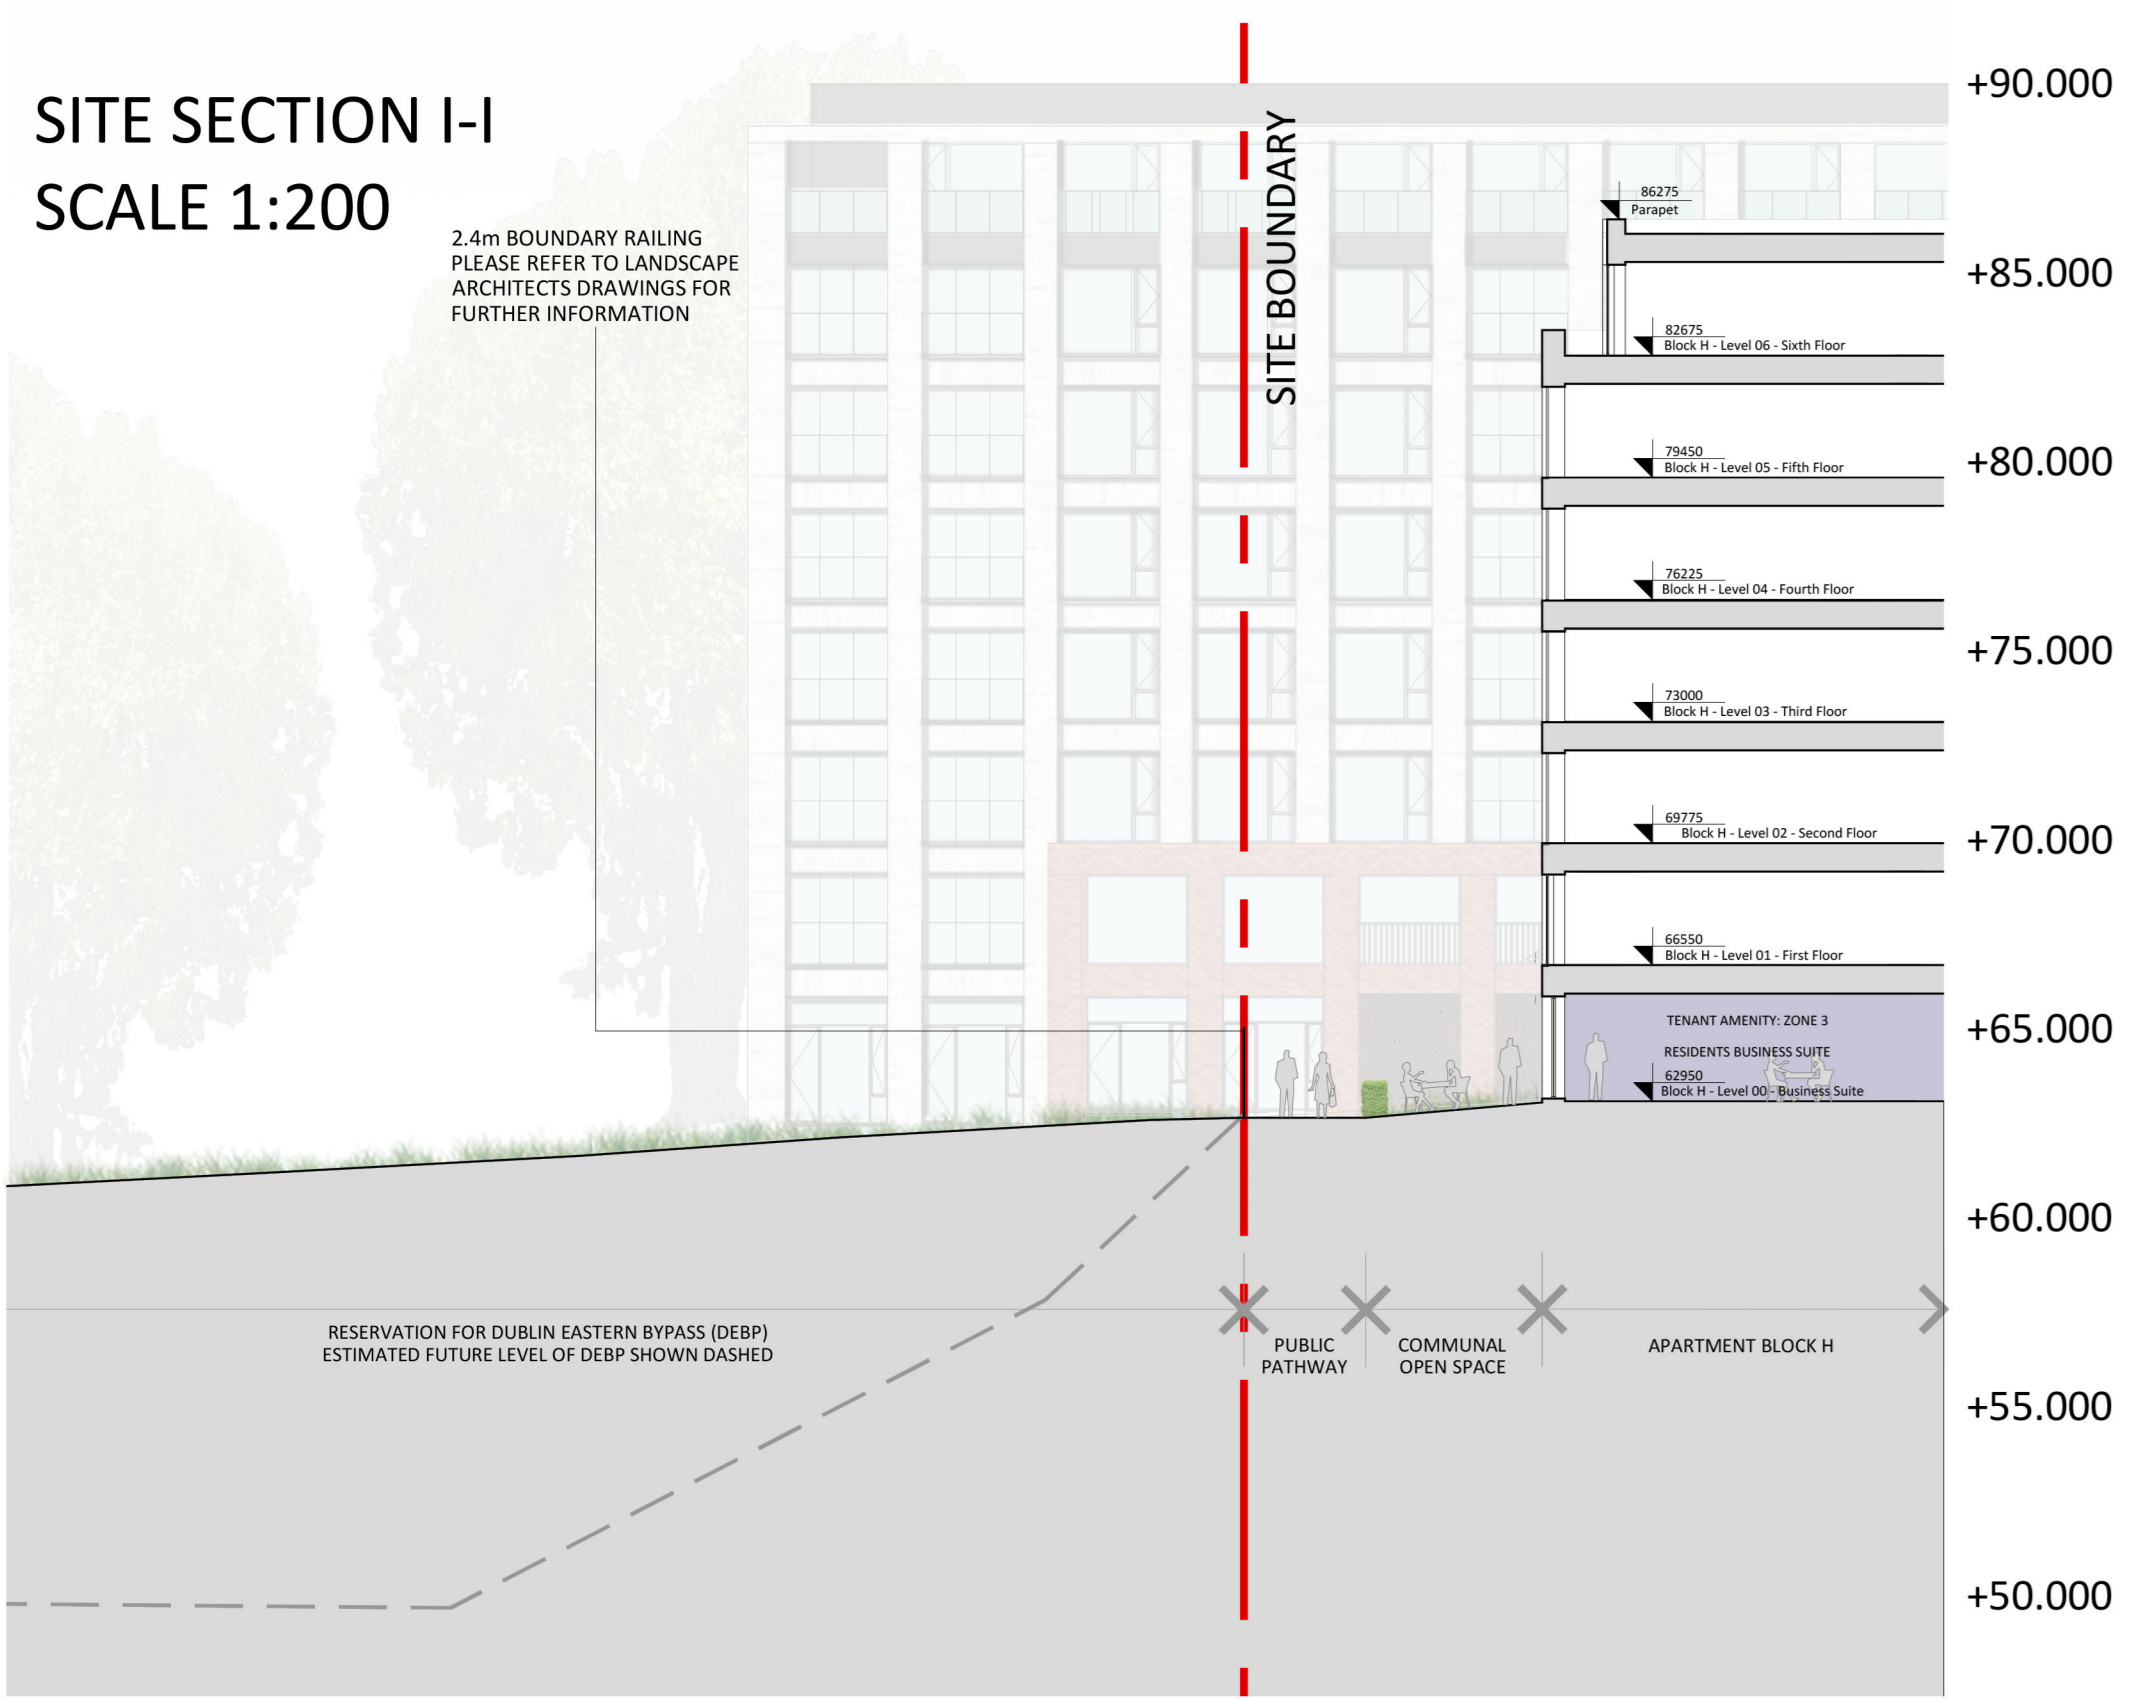 SITE SECTION I-I
SCALE 1:200
2.4m BOUNDARY RAILING
PLEASE REFER TO LANDSCAPE
ARCHITECTS DRAWINGS FOR
FURTHER INFORMATION
SITE BOUNDARY
+90.000
86275
Parapet
+85.000
82675
Block H - Level 06 - Sixth Floor
+80.000
79450
Block H - Level 05 - Fifth Floor
76225
Block H - Level 04 - Fourth Floor
+75.000
73000
Block H - Level 03 - Third Floor
69775
Block H - Level 02 - Second Floor
+70.000
66550
Block H - Level 01 - First Floor
+65.000
TENANT AMENITY: ZONE 3
RESIDENTS BUSINESS SUITE
62950
Block H - Level 00 - Business Suite
+60.000
RESERVATION FOR DUBLIN EASTERN BYPASS (DEBP)
ESTIMATED FUTURE LEVEL OF DEBP SHOWN DASHED
PUBLIC
PATHWAY
COMMUNAL
OPEN SPACE
APARTMENT BLOCK H
+55.000
+50.000